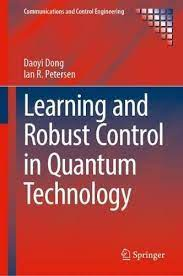 Communications and Control Engineering
Daoyi Dong
Ian R. Petersen
Learning and
Robust Control
in Quantum
Technology
Springer